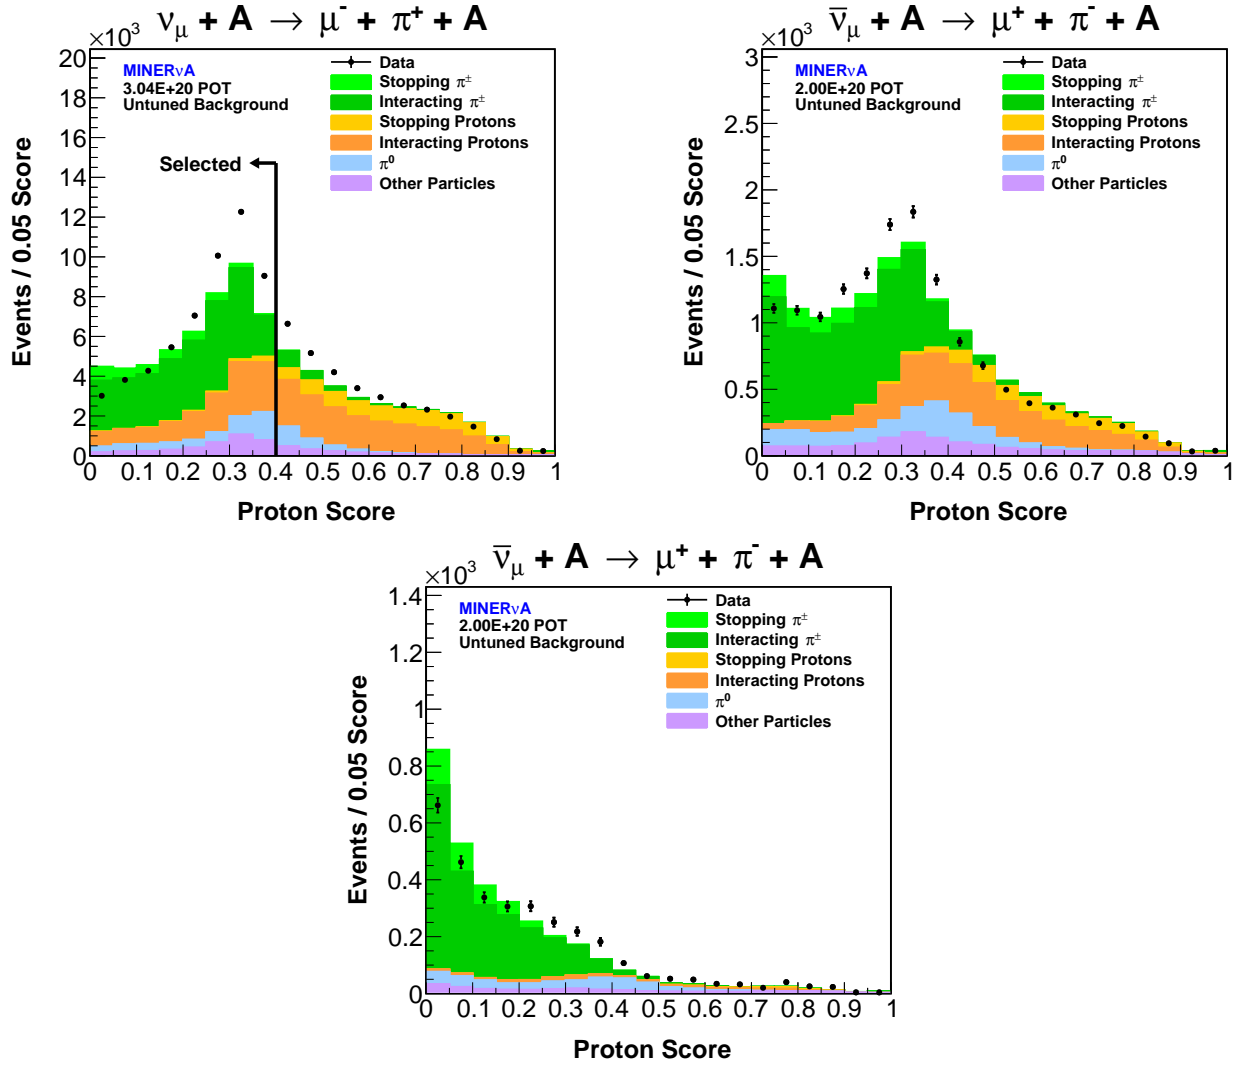 νμ + A → μ- + π+ + A
×10³
20
18
16
14
12
10
8
6
4
2
0
Events / 0.05 Score
MINERνA
3.04E+20 POT
Untuned Background
Data
Stopping π±
Interacting π±
Stopping Protons
Interacting Protons
π⁰
Other Particles
Selected
0 0.1 0.2 0.3 0.4 0.5 0.6 0.7 0.8 0.9 1
Proton Score
ν̄μ + A → μ+ + π- + A
×10³
3
2.5
2
1.5
1
0.5
0
Events / 0.05 Score
MINERνA
2.00E+20 POT
Untuned Background
Data
Stopping π±
Interacting π±
Stopping Protons
Interacting Protons
π⁰
Other Particles
0 0.1 0.2 0.3 0.4 0.5 0.6 0.7 0.8 0.9 1
Proton Score
ν̄μ + A → μ+ + π- + A
×10³
1.4
1.2
1
0.8
0.6
0.4
0.2
0
Events / 0.05 Score
MINERνA
2.00E+20 POT
Untuned Background
Data
Stopping π±
Interacting π±
Stopping Protons
Interacting Protons
π⁰
Other Particles
0 0.1 0.2 0.3 0.4 0.5 0.6 0.7 0.8 0.9 1
Proton Score